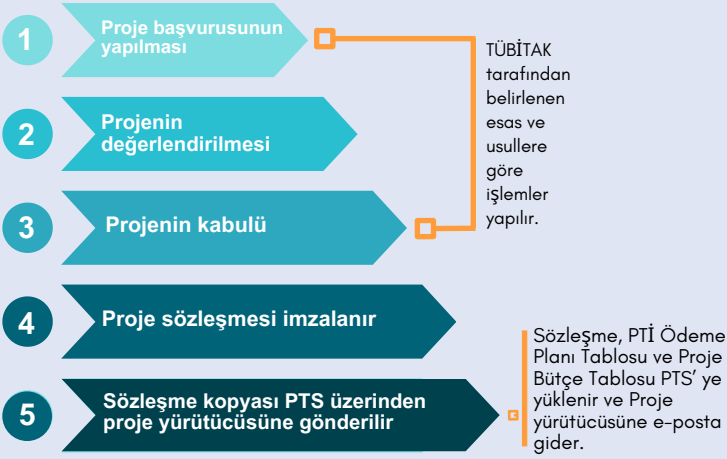 1
Proje başvurusunun
yapılması
2
Projenin
değerlendirilmesi
3
Projenin kabulü
TÜBİTAK
tarafından
belirlenen
esas ve
usullere
göre
işlemler
yapılır.
4
Proje sözleşmesi imzalanır
5
Sözleşme kopyası PTS üzerinden
proje yürütücüsüne gönderilir
Sözleşme, PTİ Ödeme
Planı Tablosu ve Proje
Bütçe Tablosu PTS’ ye
yüklenir ve Proje
yürütücüsüne e-posta
gider.